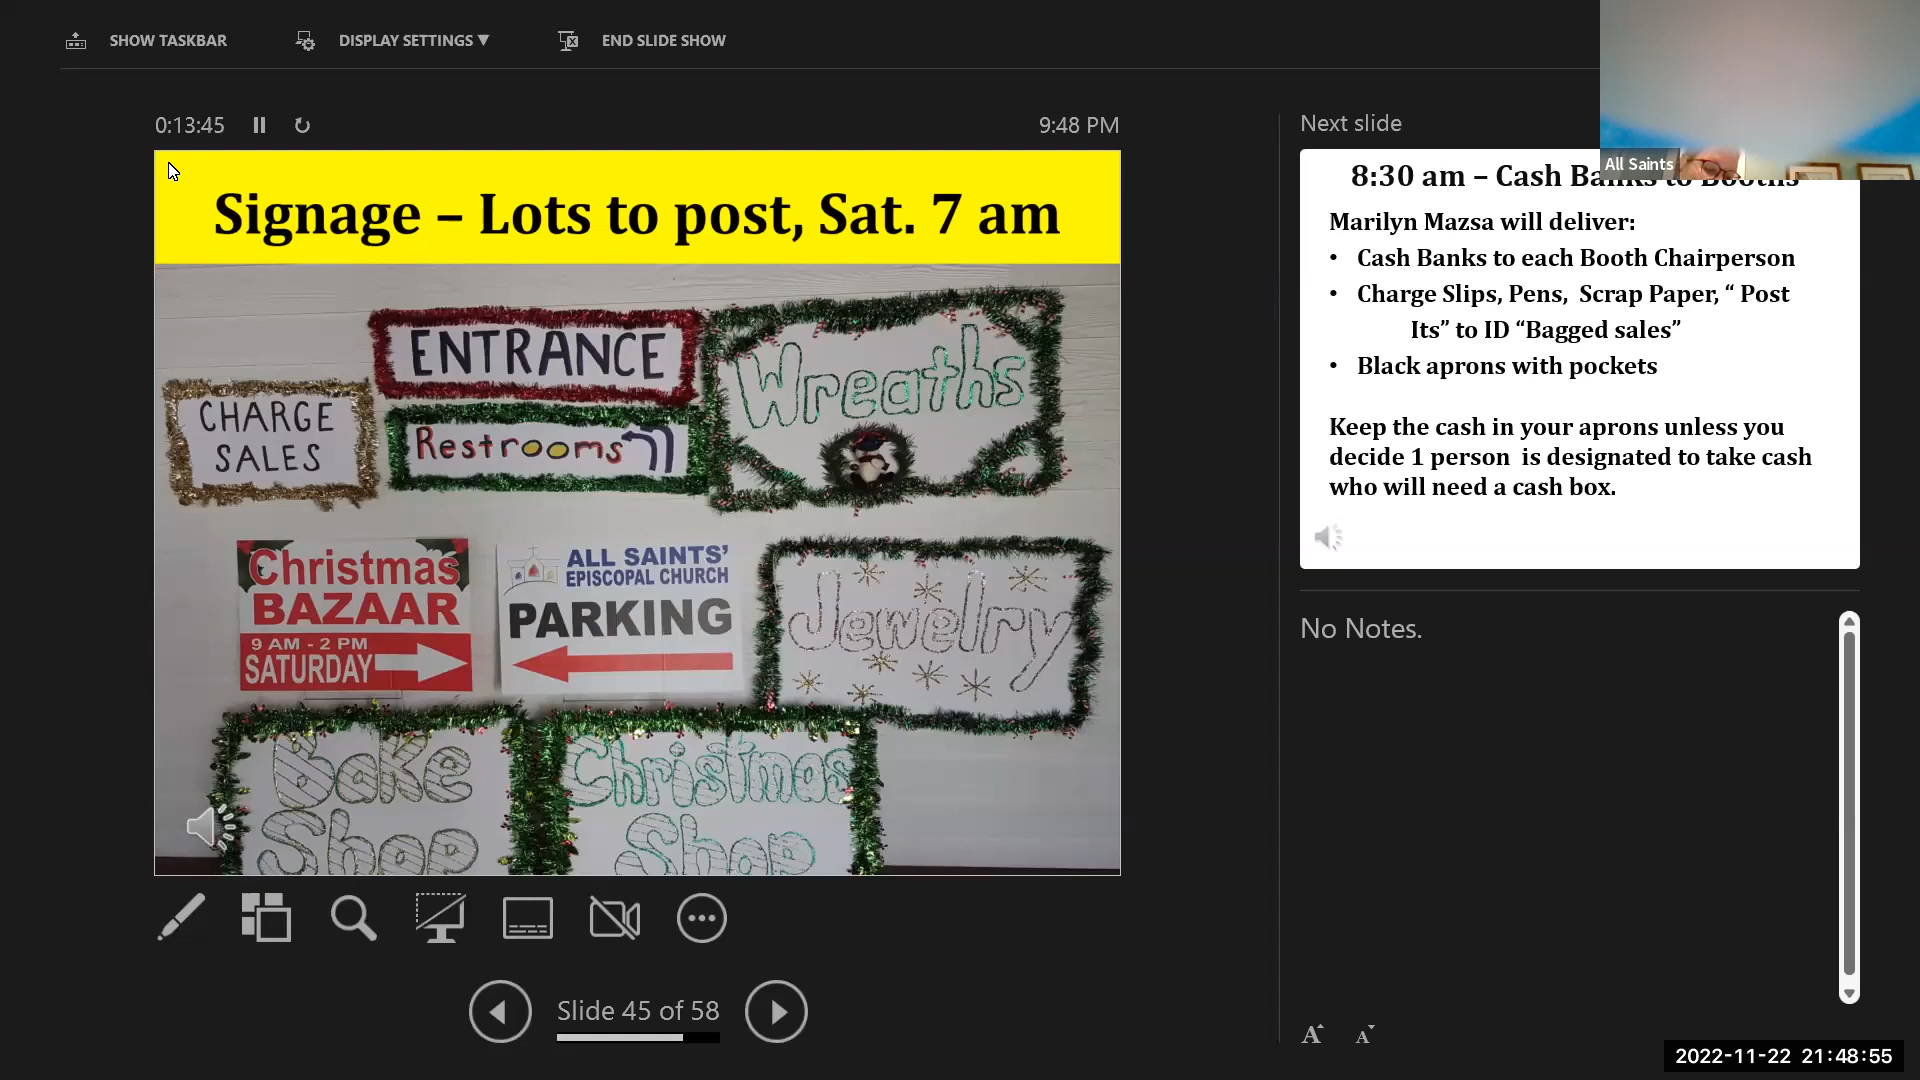 SHOW TASKBAR
DISPLAY SETTINGS ▼
END SLIDE SHOW
0:13:45
9:48 PM
Signage – Lots to post, Sat. 7 am
ENTRANCE
Wreaths
CHARGE
SALES
Restrooms
Christmas
BAZAAR
9 AM - 2 PM
SATURDAY
ALL SAINTS’
EPISCOPAL CHURCH
PARKING
Jewelry
Bake
Shop
Christmas
Shop
Slide 45 of 58
Next slide
All Saints
8:30 am – Cash Banks to Booths
Marilyn Mazsa will deliver:
• Cash Banks to each Booth Chairperson
• Charge Slips, Pens, Scrap Paper, “ Post
Its” to ID “Bagged sales”
• Black aprons with pockets
Keep the cash in your aprons unless you
decide 1 person is designated to take cash
who will need a cash box.
No Notes.
A A
2022-11-22 21:48:55